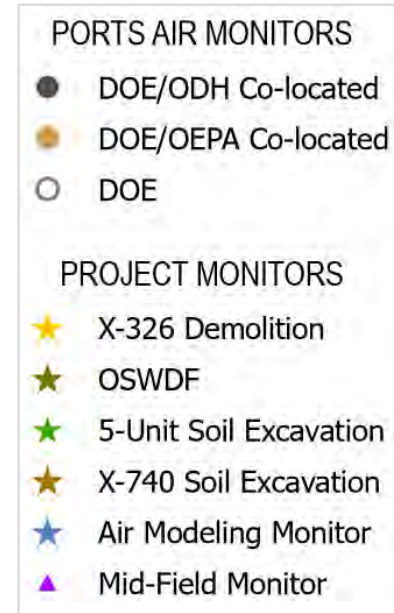 PORTS AIR MONITORS
DOE/ODH Co-located
DOE/OEPA Co-located
DOE
PROJECT MONITORS
X-326 Demolition
OSWDF
5-Unit Soil Excavation
X-740 Soil Excavation
Air Modeling Monitor
Mid-Field Monitor